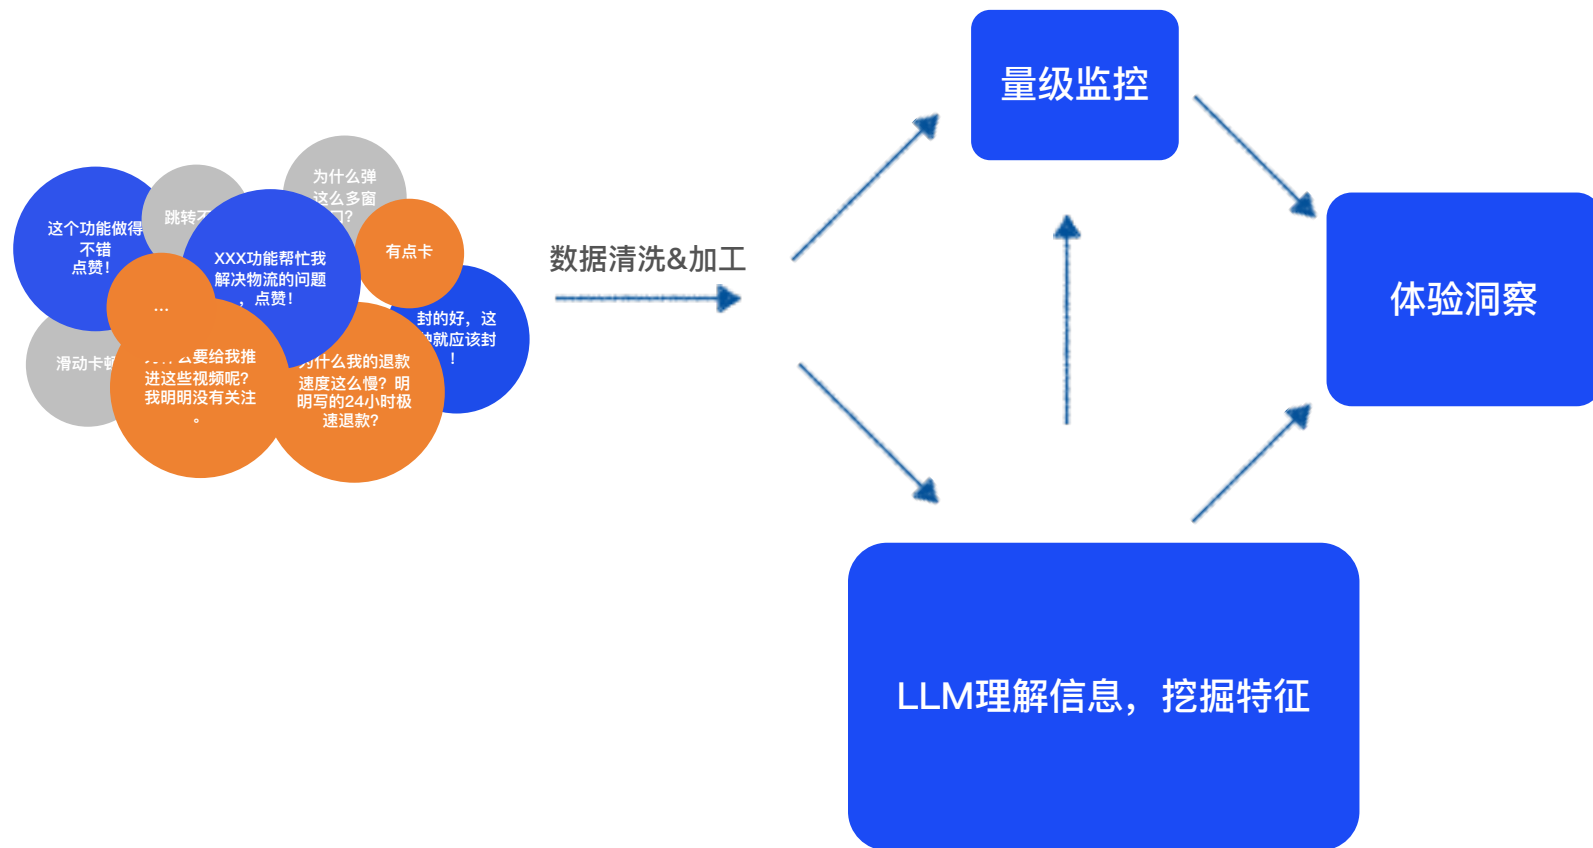 这个功能做得
不错
点赞！
跳转不
为什么弹
这么多窗
口？
XXX功能帮忙我
解决物流的问题
，点赞！
有点卡
...
封的好，这
就应该封
！
滑动卡顿
么要给我推
进这些视频呢？
我明明没有关注
。
为什么我的退款
速度这么慢？明
明写的24小时极
速退款？
数据清洗&加工
量级监控
体验洞察
LLM理解信息，挖掘特征